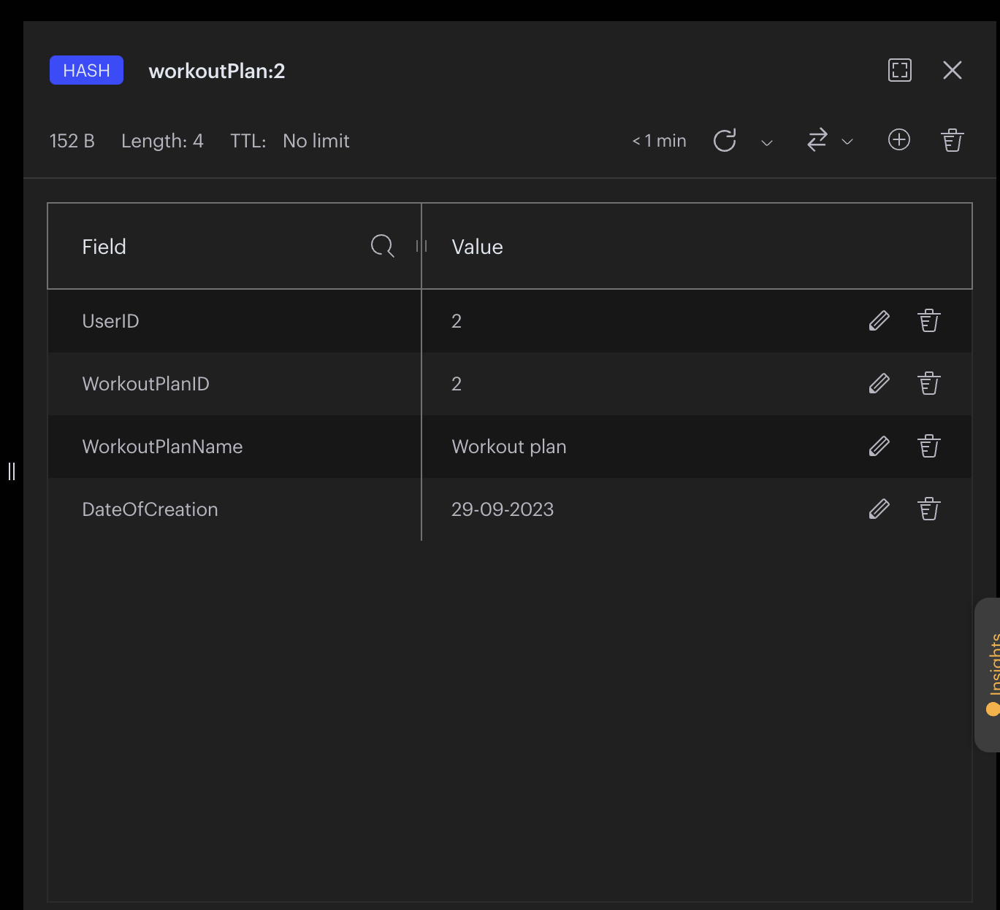 HASH workoutPlan:2
152 B Length: 4 TTL: No limit < 1 min
Field Value
UserID 2
WorkoutPlanID 2
WorkoutPlanName Workout plan
DateOfCreation 29-09-2023
Insights